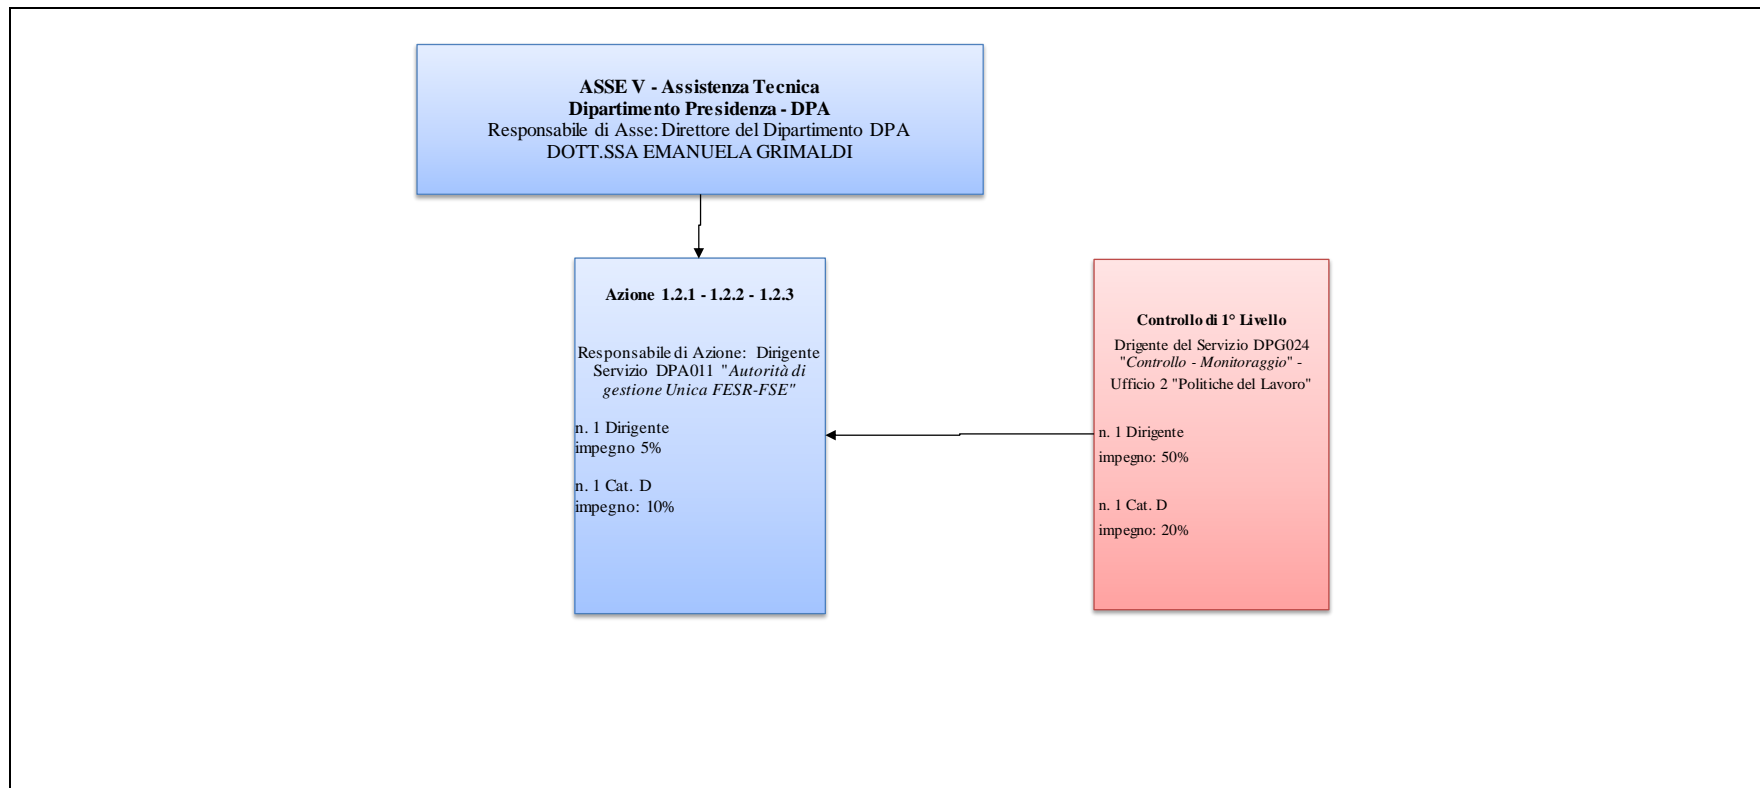 ASSE V - Assistenza Tecnica
Dipartimento Presidenza - DPA
Responsabile di Asse: Direttore del Dipartimento DPA
DOTT.SSA EMANUELA GRIMALDI
Azione 1.2.1 - 1.2.2 - 1.2.3
Responsabile di Azione: Dirigente
Servizio DPA011 "Autorità di
gestione Unica FESR-FSE"
n. 1 Dirigente
impegno 5%
n. 1 Cat. D
impegno: 10%
Controllo di 1° Livello
Drigente del Servizio DPG024
"Controllo - Monitoraggio" -
Ufficio 2 "Politiche del Lavoro"
n. 1 Dirigente
impegno: 50%
n. 1 Cat. D
impegno: 20%